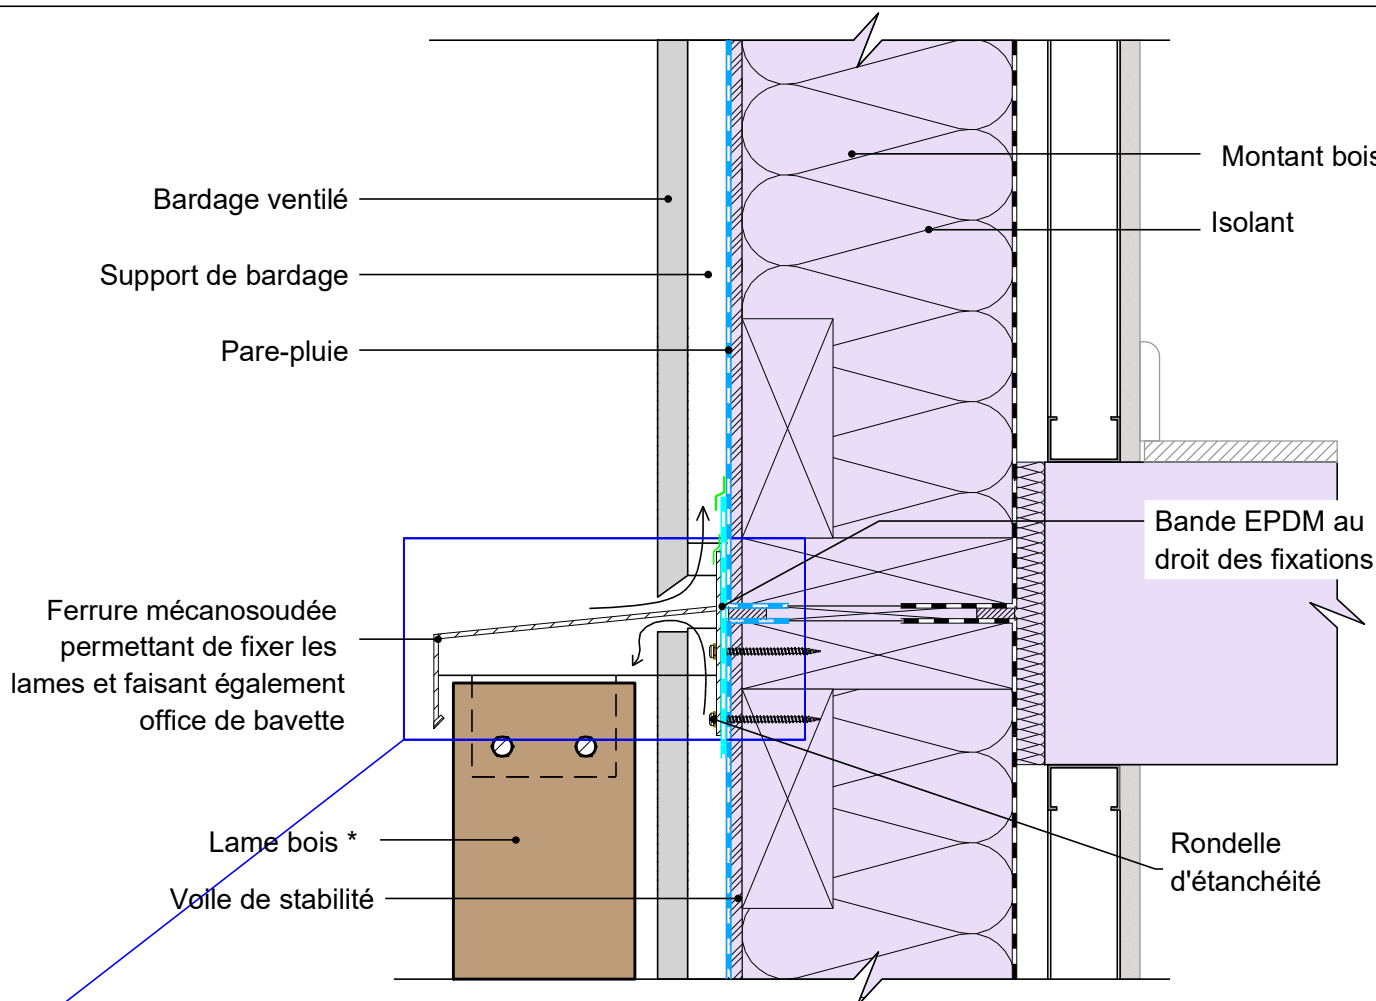 Bardage ventilé
Support de bardage
Pare-pluie
Ferrure mécanosoudée
permettant de fixer les
lames et faisant également
office de bavette
Lame bois *
Voile de stabilité
Montant bois
Isolant
Bande EPDM au
droit des fixations
Rondelle
d'étanchéité